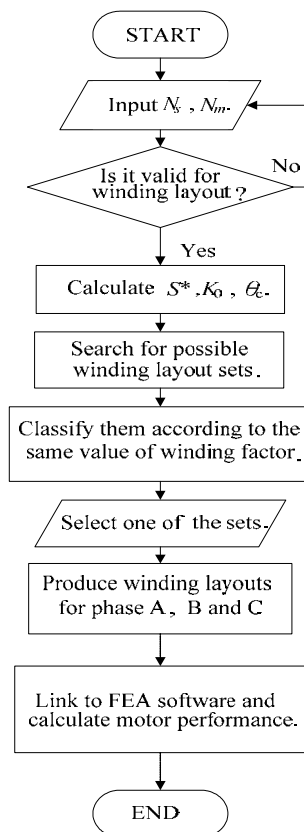 START
Input Ns , Nm.
Is it valid for
winding layout ?
No
Yes
Calculate S* ,K0 , θc.
Search for possible
winding layout sets.
Classify them according to the
same value of winding factor.
Select one of the sets.
Produce winding layouts
for phase A, B and C.
Link to FEA software and
calculate motor performance.
END